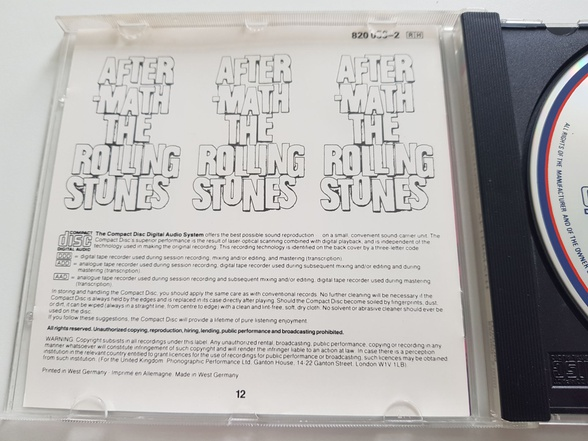 820 050-2 RH
AFTER AFTER AFTER
-MATH -MATH -MATH
THE THE THE
ROLLING ROLLING ROLLING
STONES STONES STONES
COMPACT disc DIGITAL AUDIO
The Compact Disc Digital Audio System offers the best possible sound reproduction - on a small, convenient sound-carrier unit. The
Compact Disc's superior performance is the result of laser optical scanning combined with digital playback, and is independent of the
technology used in making the original recording. This recording technology is identified on the back cover by a three-letter code:
DDD = digital tape recorder used during session recording, mixing and/or editing, and mastering (transcription).
ADD = analogue tape recorder used during session recording, digital tape recorder used during subsequent mixing and/or editing and during
mastering (transcription).
AAD = analogue tape recorder used during session recording and subsequent mixing and/or editing, digital tape recorder used during
mastering (transcription).
In storing and handling the Compact Disc, you should apply the same care as with conventional records. No further cleaning will be necessary if the
Compact Disc is always held by the edges and is replaced in its case directly after playing. Should the Compact Disc become soiled by fingerprints, dust
or dirt, it can be wiped (always in a straight line, from centre to edge) with a clean and lint-free, soft, dry cloth. No solvent or abrasive cleaner should ever be
used on the disc.
If you follow these suggestions, the Compact Disc will provide a lifetime of pure listening enjoyment.
All rights reserved. Unauthorized copying, reproduction, hiring, lending, public performance and broadcasting prohibited.
WARNING: Copyright subsists in all recordings under this label. Any unauthorized rental, broadcasting, public performance, copying or recording in any
manner whatsoever will constitute infringement of such copyright and will render the infringer liable to an action at law. In case there is a perception
institution in the relevant country entitled to grant licences for the use of recordings for public performance or broadcasting, such licences may be obtained
from such institution. (For the United Kingdom: Phonographic Performance Ltd, Ganton House, 14-22 Ganton Street, London W1V 1LB)
Printed in West Germany · Imprimé en Allemagne. Made in West Germany
12
ALL RIGHTS OF THE MANUFACTURER AND OF THE OWNER